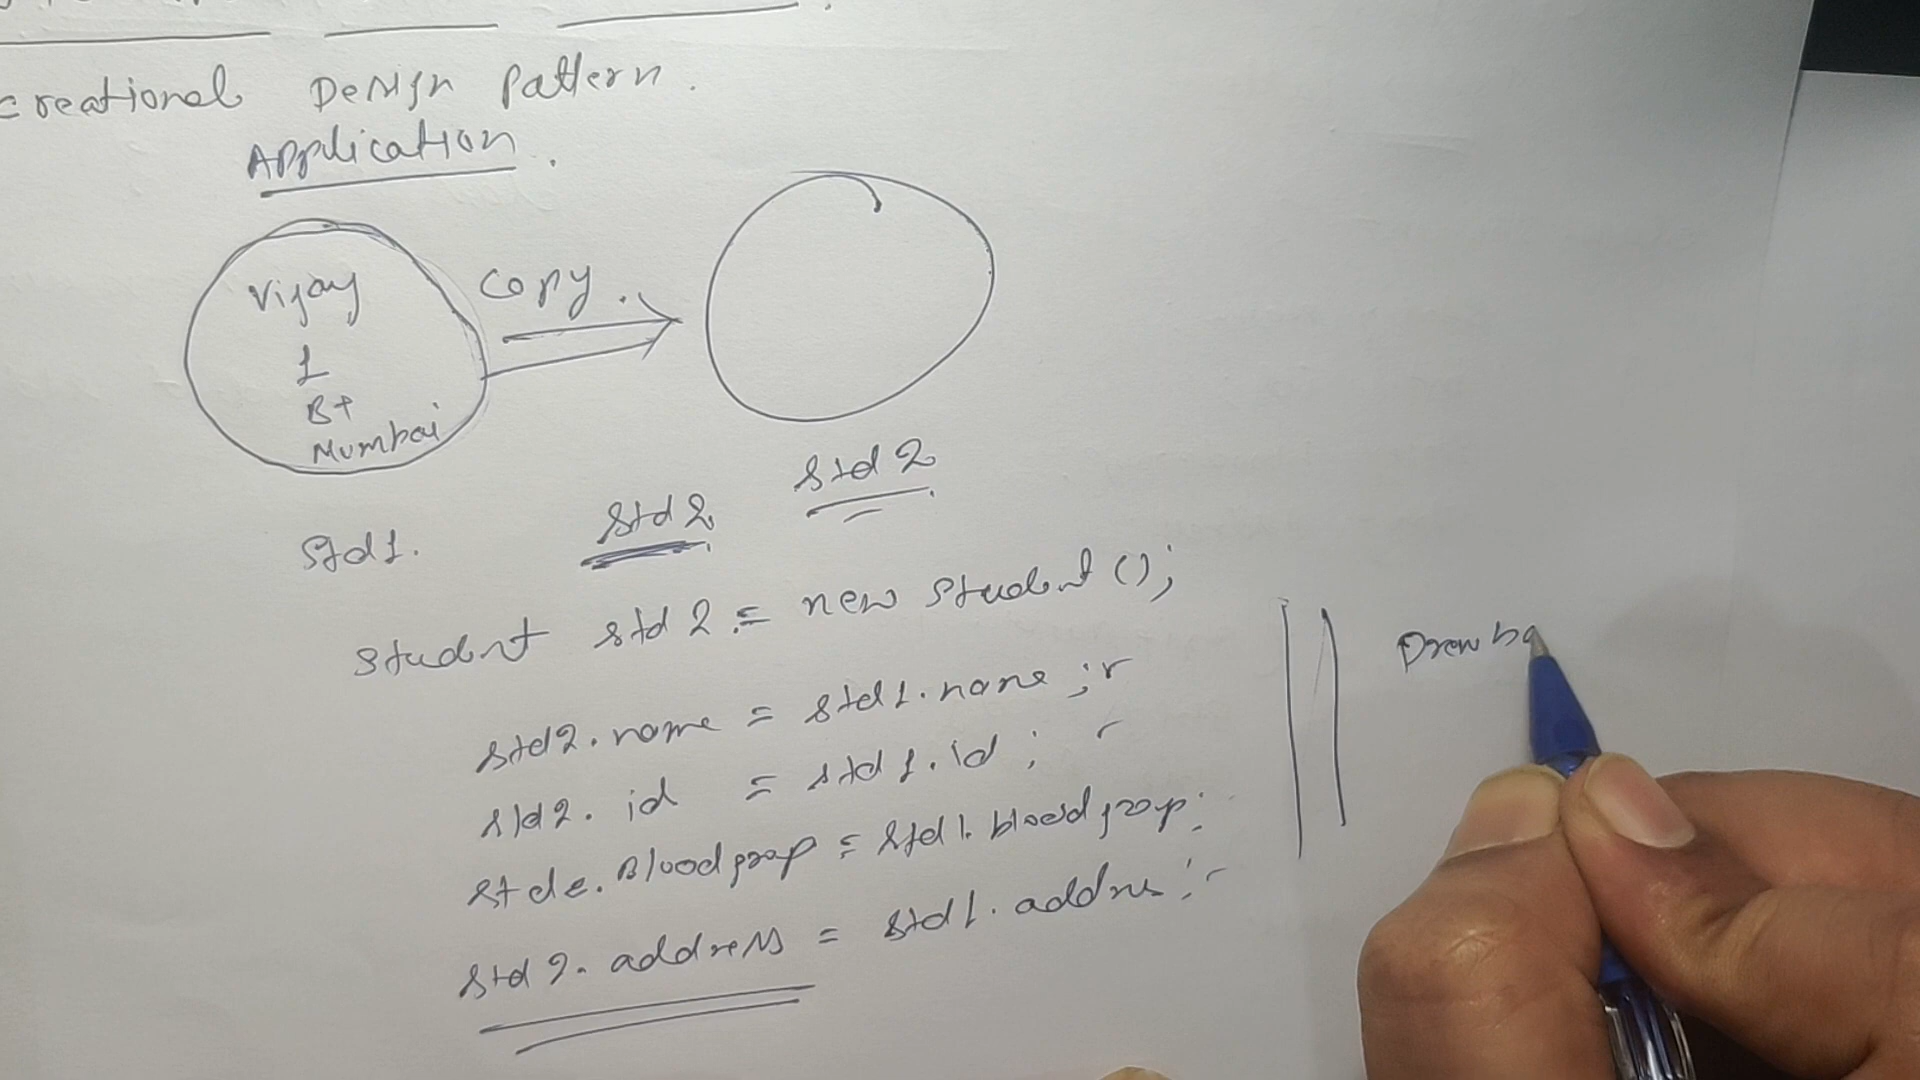 creational Design Pattern.
Application.
Vijay
1
B+
Mumbai
copy.
std1.
std2
std2
Student std2 = new Student();
std2.name = std1.name;
std2.id = std1.id;
std2.Bloodgroup = std1.bloodgroup;
std2.address = std1.addres;
Drawba